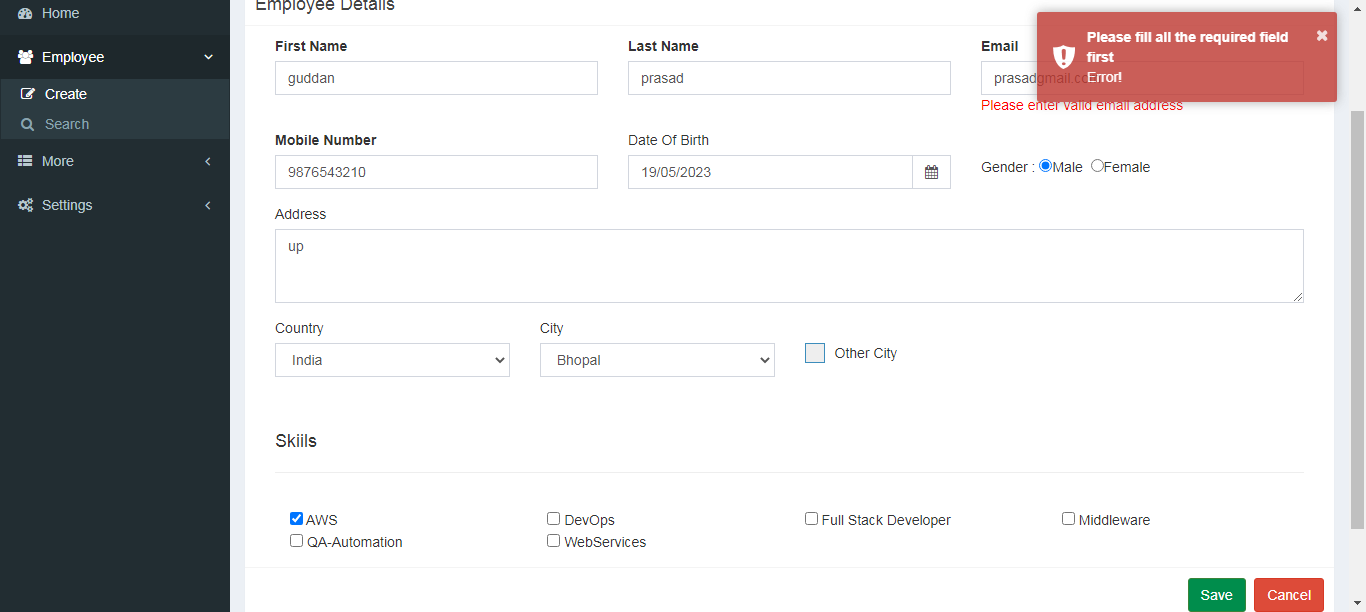 Home
Employee
Create
Search
More
Settings
Employee Details
First Name
Last Name
Email
guddan
prasad
prasadgmail.co
Please enter valid email address
Please fill all the required field
first
Error!
Mobile Number
Date Of Birth
9876543210
19/05/2023
Gender : Male Female
Address
up
Country
City
India
Bhopal
Other City
Skiils
AWS
DevOps
Full Stack Developer
Middleware
QA-Automation
WebServices
Save
Cancel